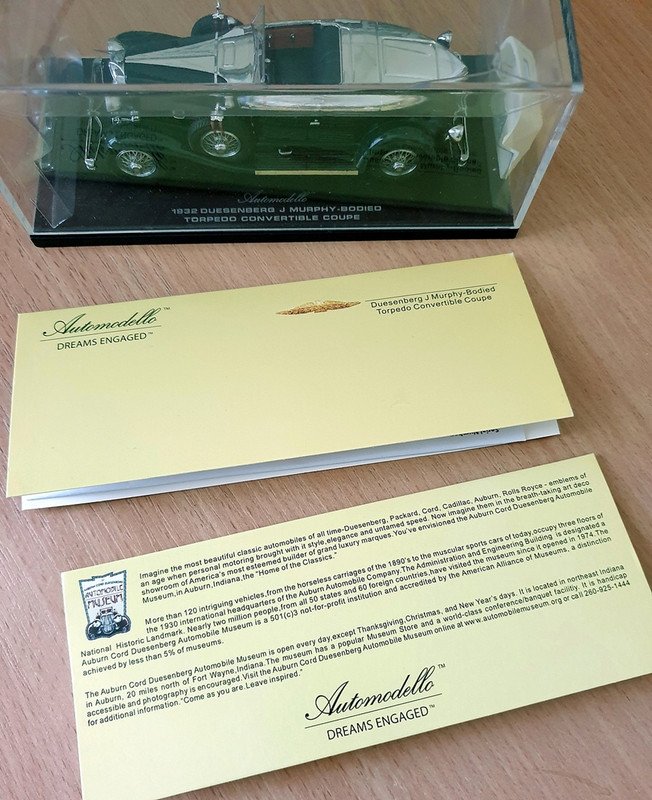 Automodello
1932 DUESENBERG J MURPHY-BODIED
TORPEDO CONVERTIBLE COUPE
Automodello™
DREAMS ENGAGED™
Duesenberg J Murphy-Bodied
Torpedo Convertible Coupe
Imagine the most beautiful classic automobiles of all time-Duesenberg, Packard, Cord, Cadillac, Auburn, Rolls Royce - emblems of
an age when personal motoring brought with it style,elegance and untamed speed. Now imagine them in the breath-taking art deco
showroom of America's most esteemed builder of grand luxury marques.You've envisioned the Auburn Cord Duesenberg Automobile
Museum,in Auburn,Indiana,the "Home of the Classics."
AUTOMOBILE
MUSEUM
More than 120 intriguing vehicles,from the horseless carriages of the 1890's to the muscular sports cars of today,occupy three floors of
the 1930 international headquarters of the Auburn Automobile Company.The Administration and Engineering Building is designated a
National Historic Landmark. Nearly two million people,from all 50 states and 60 foreign countries,have visited the museum since it opened in 1974.The
Auburn Cord Duesenberg Automobile Museum is a 501(c)3 not-for-profit institution and accredited by the American Alliance of Museums, a distinction
achieved by less than 5% of museums.
The Auburn Cord Duesenberg Automobile Museum is open every day,except Thanksgiving,Christmas, and New Year's days. It is located in northeast Indiana
in Auburn, 20 miles north of Fort Wayne,Indiana.The museum has a popular Museum Store and a world-class conference/banquet facility. It is handicap
accessible and photography is encouraged.Visit the Auburn Cord Duesenberg Automobile Museum online at www.automobilemuseum.org or call 260-925-1444
for additional information."Come as you are.Leave inspired."
Automodello™
DREAMS ENGAGED™